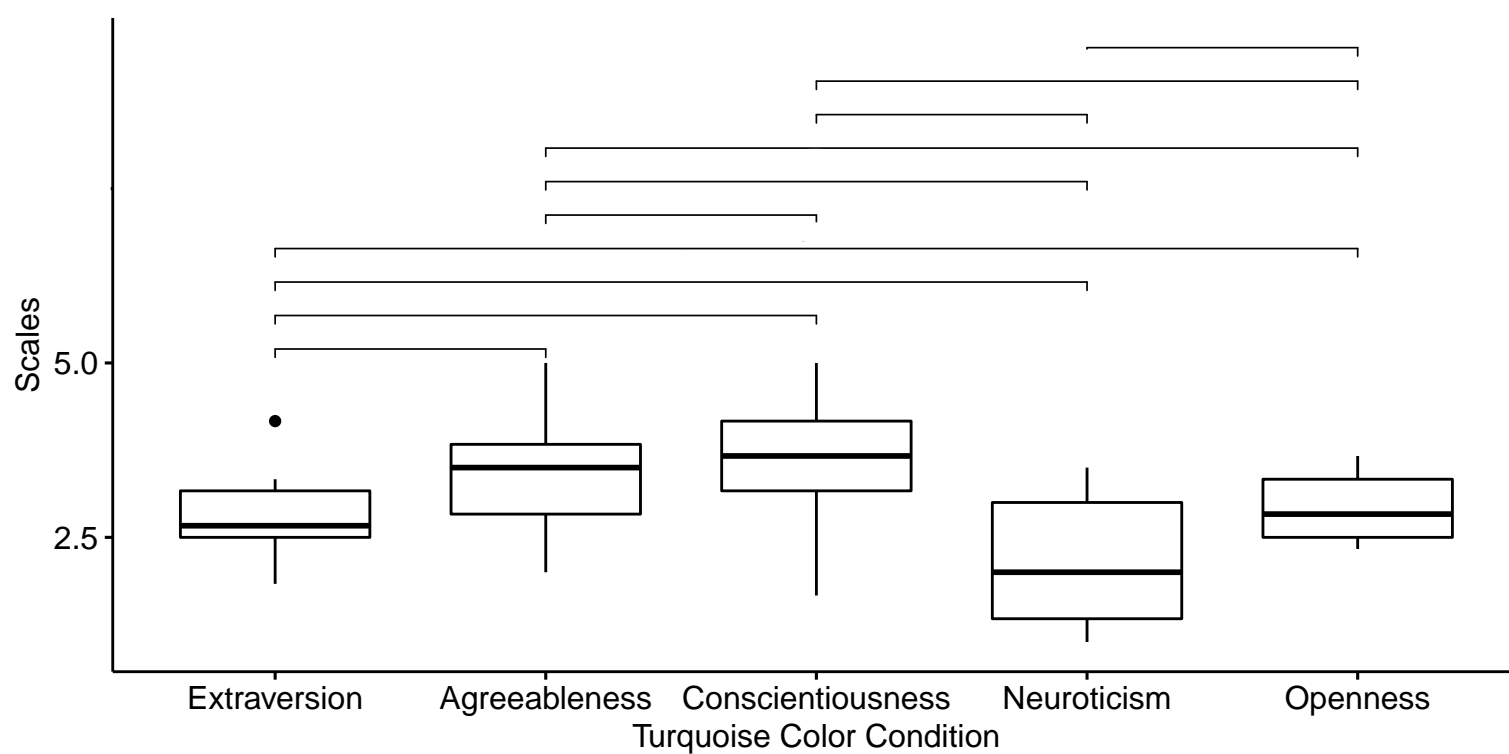 Scales
5.0
2.5
Extraversion
Agreeableness
Conscientiousness
Neuroticism
Openness
Turquoise Color Condition